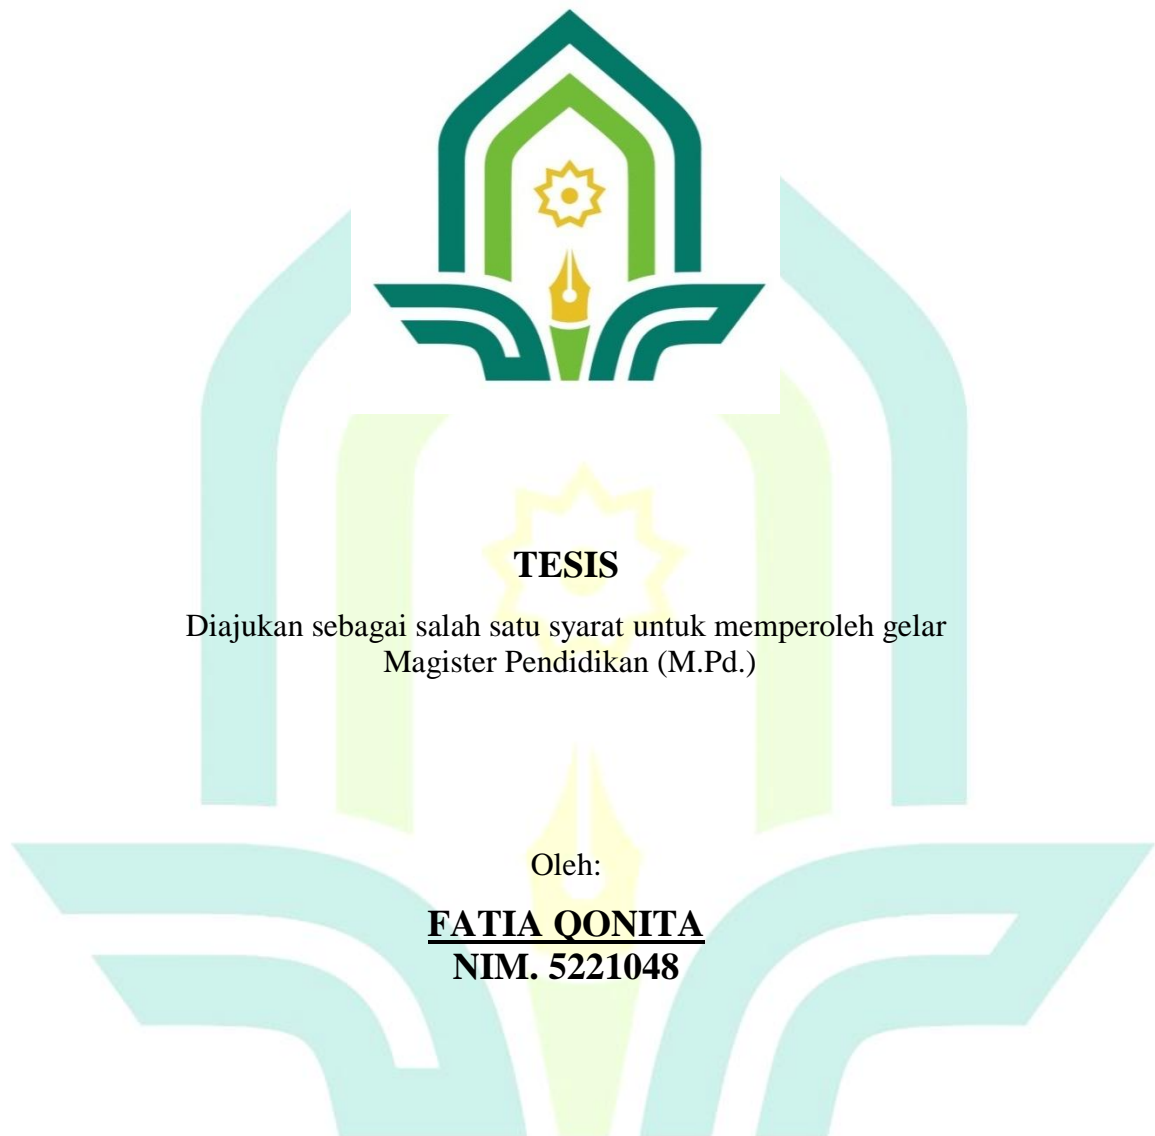 TESIS
Diajukan sebagai salah satu syarat untuk memperoleh gelar
Magister Pendidikan (M.Pd.)
Oleh:
FATIA QONITA
NIM. 5221048